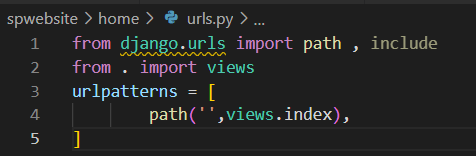 spwebsite > home > urls.py > ...
1 from django.urls import path , include
2 from . import views
3 urlpatterns = [
4 path('',views.index),
5 ]